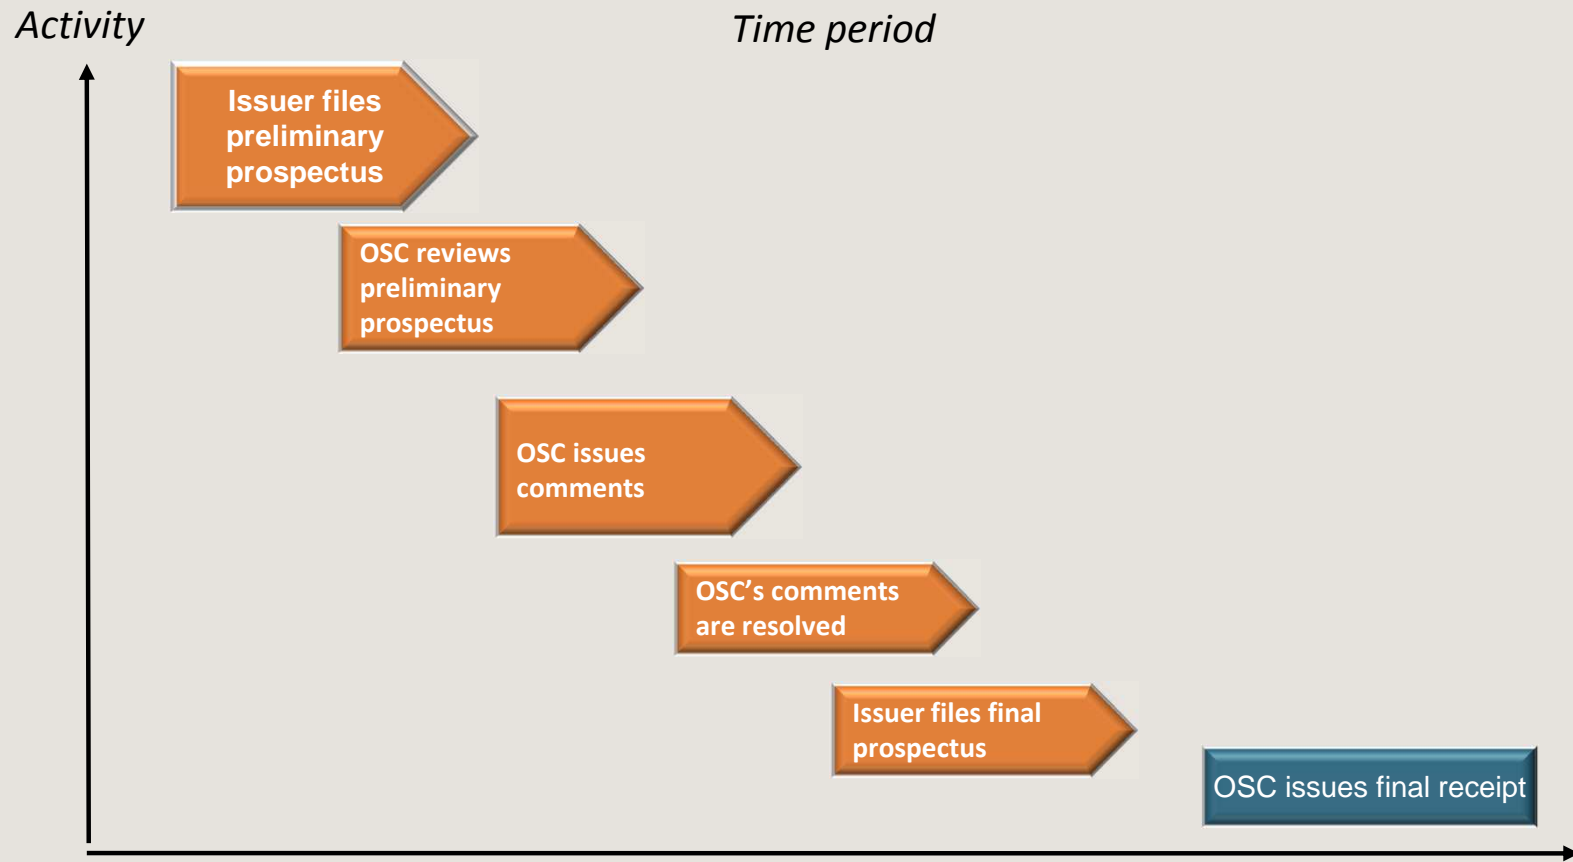 Activity
Time period
Issuer files
preliminary
prospectus
OSC reviews
preliminary
prospectus
OSC issues
comments
OSC’s comments
are resolved
Issuer files final
prospectus
OSC issues final receipt